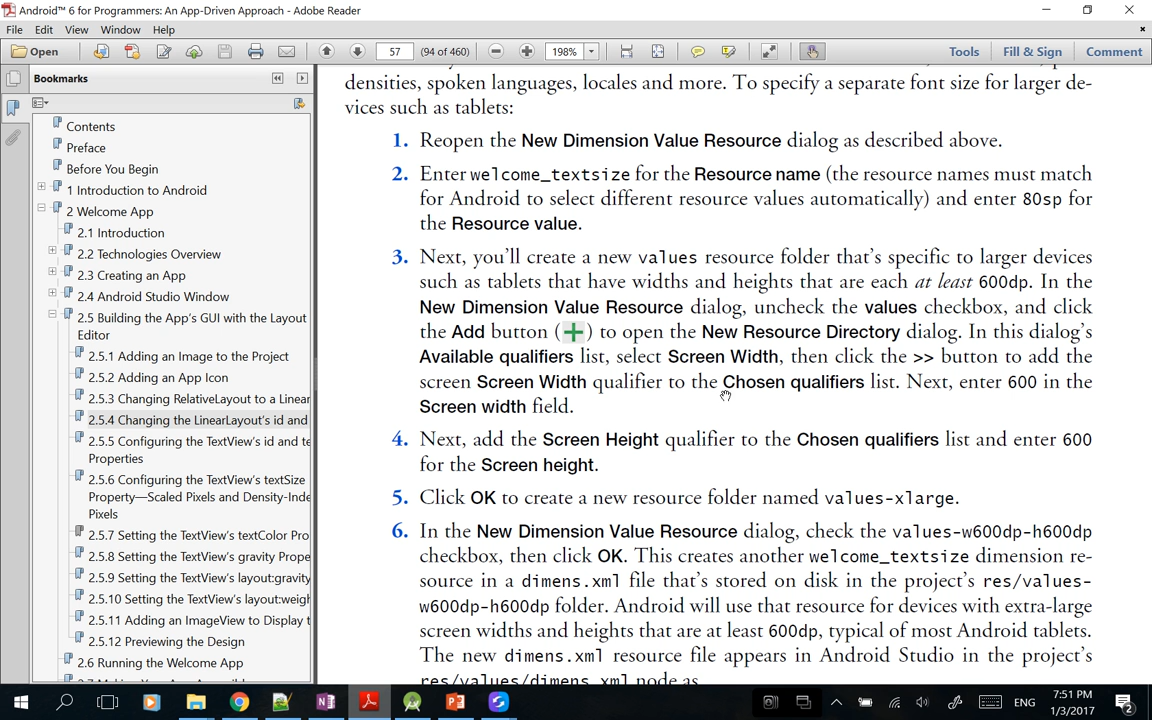 Android™ 6 for Programmers: An App-Driven Approach - Adobe Reader
File Edit View Window Help
Open 57 (94 of 460) 198% Tools Fill & Sign Comment
Bookmarks
Contents
Preface
Before You Begin
1 Introduction to Android
2 Welcome App
2.1 Introduction
2.2 Technologies Overview
2.3 Creating an App
2.4 Android Studio Window
2.5 Building the App's GUI with the Layout
Editor
2.5.1 Adding an Image to the Project
2.5.2 Adding an App Icon
2.5.3 Changing RelativeLayout to a Linear
2.5.4 Changing the LinearLayout's id and
2.5.5 Configuring the TextView's id and te
Properties
2.5.6 Configuring the TextView's textSize
Property—Scaled Pixels and Density-Inde
Pixels
2.5.7 Setting the TextView's textColor Pro
2.5.8 Setting the TextView's gravity Prope
2.5.9 Setting the TextView's layout:gravity
2.5.10 Setting the TextView's layout:weigh
2.5.11 Adding an ImageView to Display t
2.5.12 Previewing the Design
2.6 Running the Welcome App
densities, spoken languages, locales and more. To specify a separate font size for larger de-
vices such as tablets:
1. Reopen the New Dimension Value Resource dialog as described above.
2. Enter welcome_textsize for the Resource name (the resource names must match
for Android to select different resource values automatically) and enter 80sp for
the Resource value.
3. Next, you'll create a new values resource folder that's specific to larger devices
such as tablets that have widths and heights that are each at least 600dp. In the
New Dimension Value Resource dialog, uncheck the values checkbox, and click
the Add button ( + ) to open the New Resource Directory dialog. In this dialog's
Available qualifiers list, select Screen Width, then click the >> button to add the
screen Screen Width qualifier to the Chosen qualifiers list. Next, enter 600 in the
Screen width field.
4. Next, add the Screen Height qualifier to the Chosen qualifiers list and enter 600
for the Screen height.
5. Click OK to create a new resource folder named values-xlarge.
6. In the New Dimension Value Resource dialog, check the values-w600dp-h600dp
checkbox, then click OK. This creates another welcome_textsize dimension re-
source in a dimens.xml file that's stored on disk in the project's res/values-
w600dp-h600dp folder. Android will use that resource for devices with extra-large
screen widths and heights that are at least 600dp, typical of most Android tablets.
The new dimens.xml resource file appears in Android Studio in the project's
res/values/dimens.xml node as
ENG
7:51 PM
1/3/2017
2